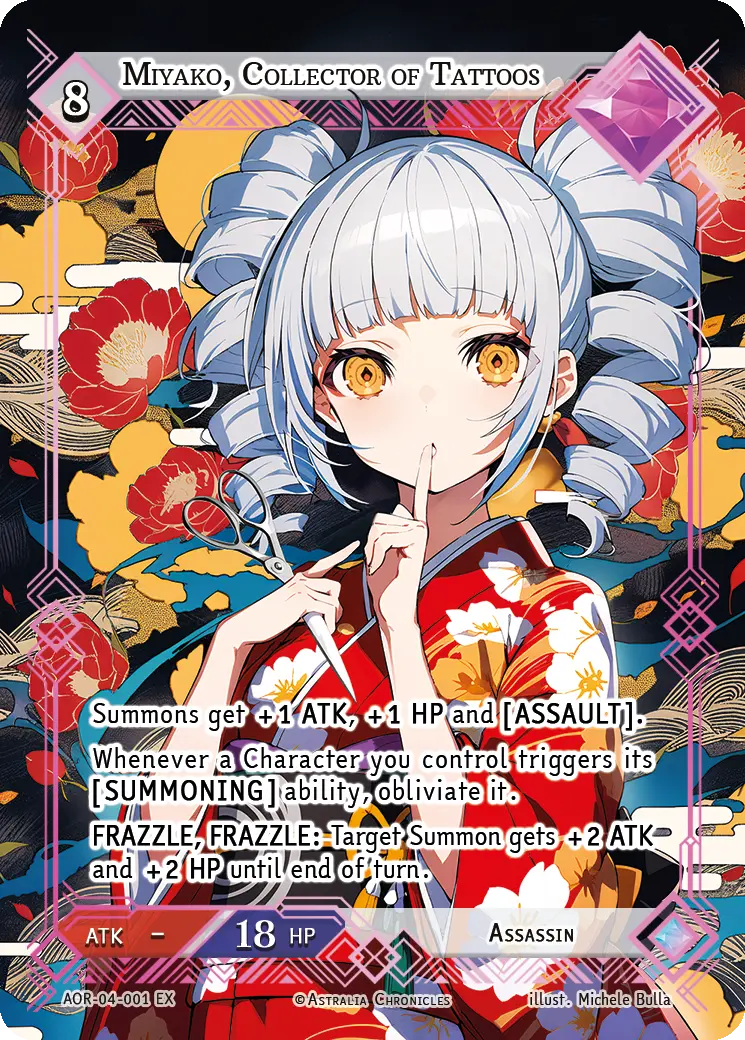 Miyako, Collector of Tattoos
8
Summons get +1 ATK, +1 HP and [ASSAULT].
Whenever a Character you control triggers its
[SUMMONING] ability, obliviate it.
FRAZZLE, FRAZZLE: Target Summon gets +2 ATK
and +2 HP until end of turn.
ATK – 18 HP Assassin
AOR-04-001 EX ©Astralia Chronicles illust. Michele Bulla